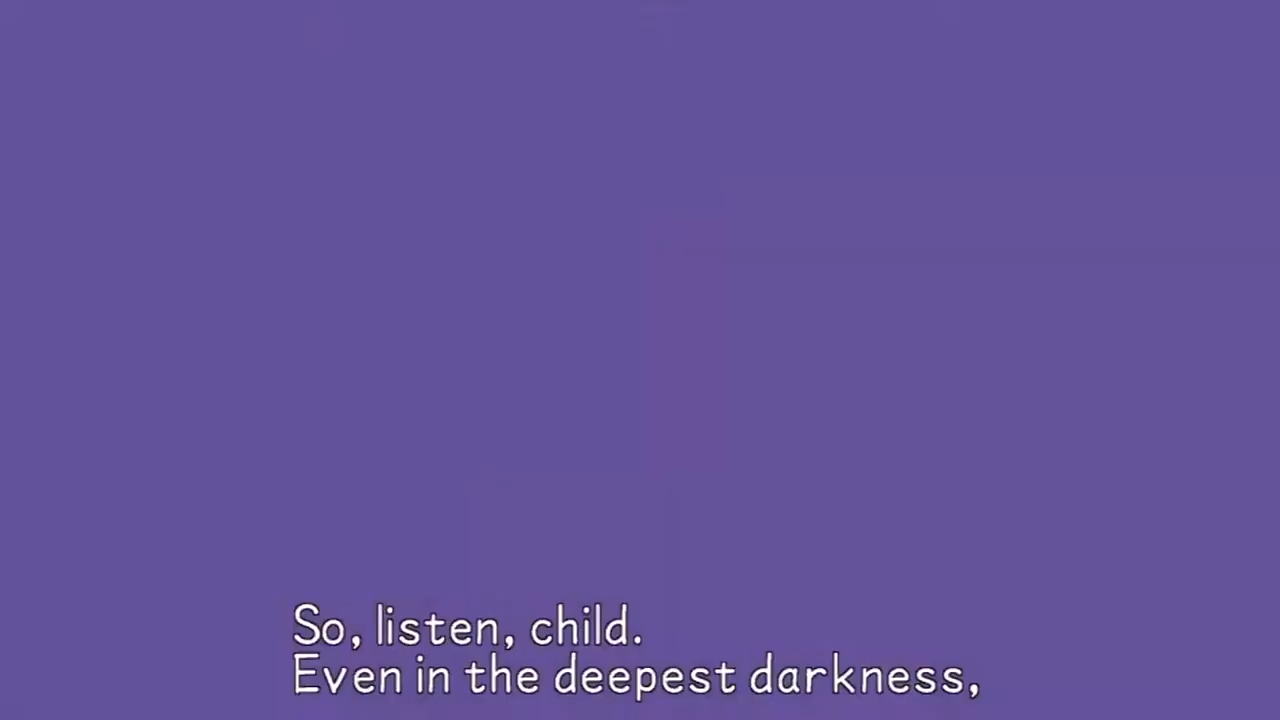 So, listen, child.
Even in the deepest darkness,